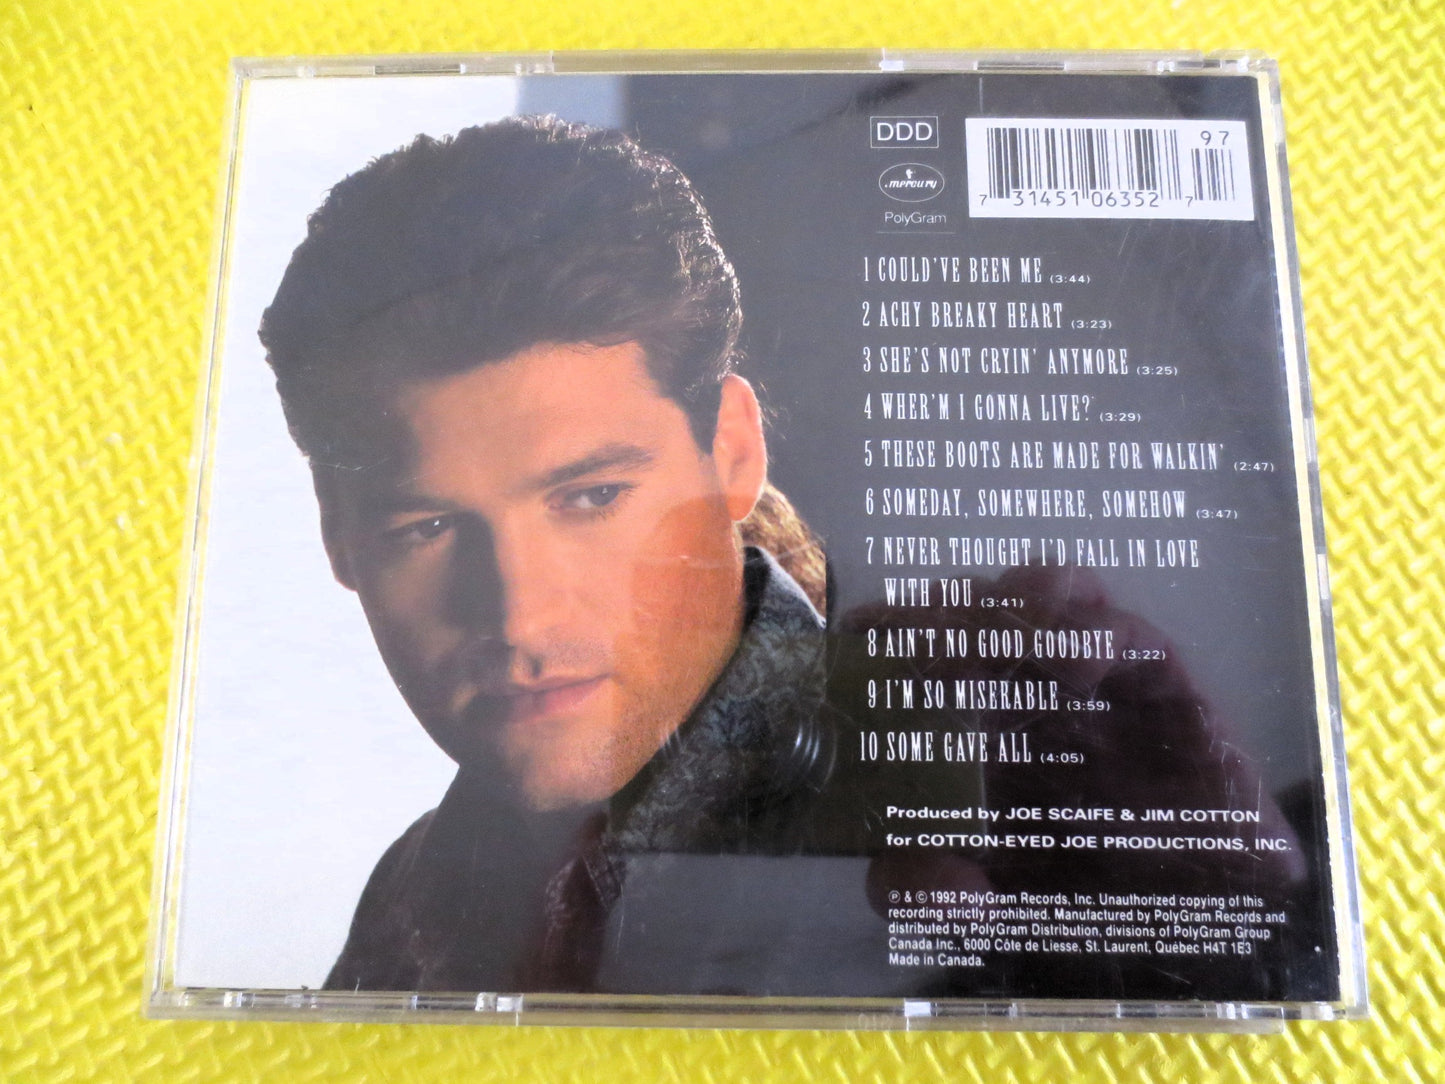 DDD
mercury
PolyGram
97
7 31451 06352 7
1 COULD'VE BEEN ME (3:44)
2 ACHY BREAKY HEART (3:23)
3 SHE'S NOT CRYIN' ANYMORE (3:25)
4 WHER'M I GONNA LIVE? (3:29)
5 THESE BOOTS ARE MADE FOR WALKIN' (2:47)
6 SOMEDAY, SOMEWHERE, SOMEHOW (3:47)
7 NEVER THOUGHT I'D FALL IN LOVE
WITH YOU (3:41)
8 AIN'T NO GOOD GOODBYE (3:22)
9 I'M SO MISERABLE (3:59)
10 SOME GAVE ALL (4:05)
Produced by JOE SCAIFE & JIM COTTON
for COTTON-EYED JOE PRODUCTIONS, INC.
℗ & © 1992 PolyGram Records, Inc. Unauthorized copying of this
recording strictly prohibited. Manufactured by PolyGram Records and
distributed by PolyGram Distribution, divisions of PolyGram Group
Canada Inc., 6000 Côte de Liesse, St. Laurent, Québec H4T 1E3
Made in Canada.